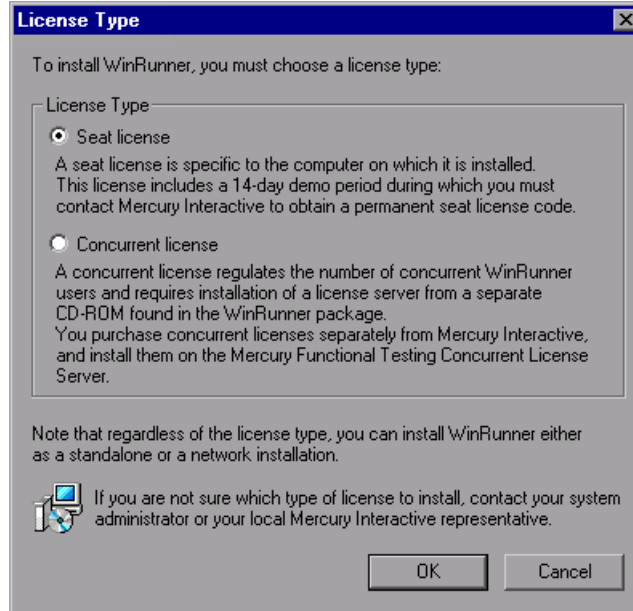 License Type
To install WinRunner, you must choose a license type:
License Type
Seat license
A seat license is specific to the computer on which it is installed.
This license includes a 14-day demo period during which you must
contact Mercury Interactive to obtain a permanent seat license code.
Concurrent license
A concurrent license regulates the number of concurrent WinRunner
users and requires installation of a license server from a separate
CD-ROM found in the WinRunner package.
You purchase concurrent licenses separately from Mercury Interactive,
and install them on the Mercury Functional Testing Concurrent License
Server.
Note that regardless of the license type, you can install WinRunner either
as a standalone or a network installation.
If you are not sure which type of license to install, contact your system
administrator or your local Mercury Interactive representative.
OK Cancel